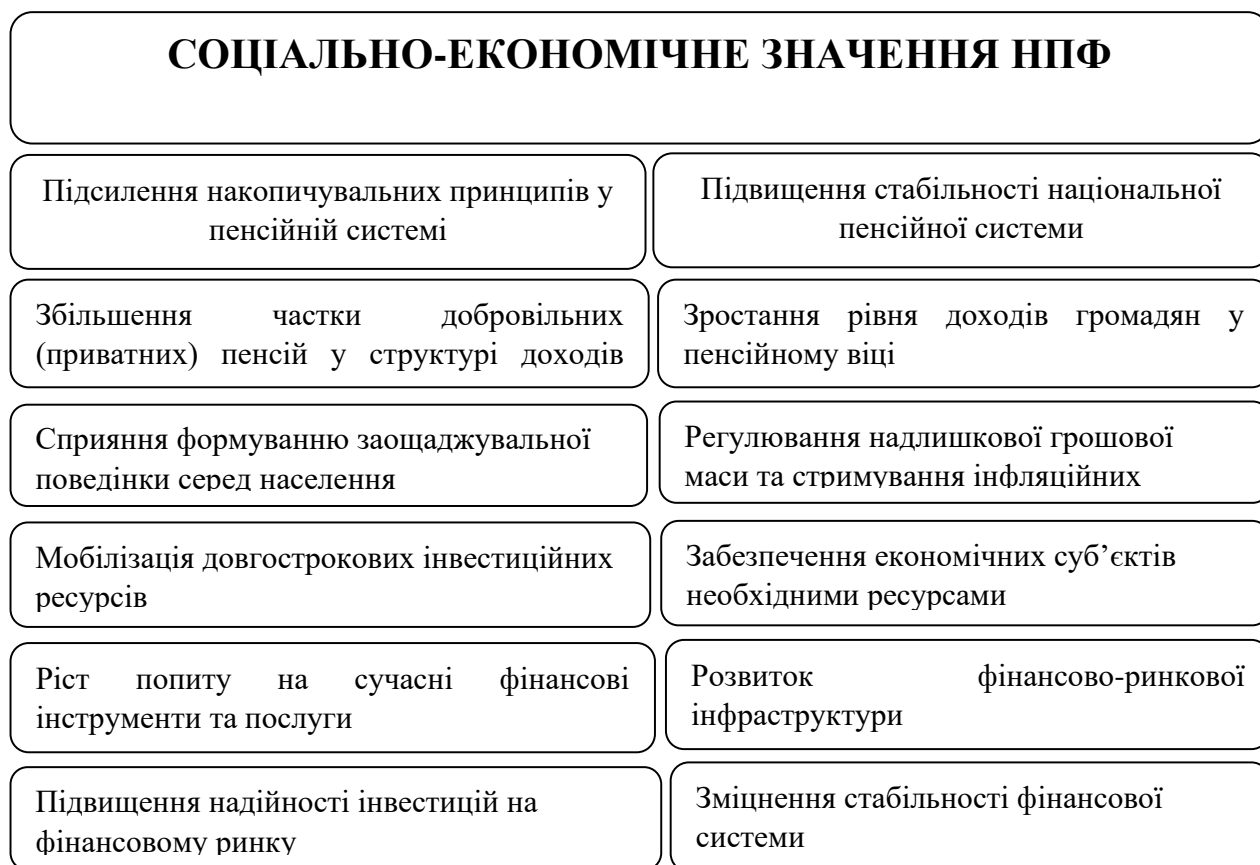 СОЦІАЛЬНО-ЕКОНОМІЧНЕ ЗНАЧЕННЯ НПФ
Підсилення накопичувальних принципів у
пенсійній системі
Підвищення стабільності національної
пенсійної системи
Збільшення частки добровільних
(приватних) пенсій у структурі доходів
Зростання рівня доходів громадян у
пенсійному віці
Сприяння формуванню заощаджувальної
поведінки серед населення
Регулювання надлишкової грошової
маси та стримування інфляційних
Мобілізація довгострокових інвестиційних
ресурсів
Забезпечення економічних суб’єктів
необхідними ресурсами
Ріст попиту на сучасні фінансові
інструменти та послуги
Розвиток фінансово-ринкової
інфраструктури
Підвищення надійності інвестицій на
фінансовому ринку
Зміцнення стабільності фінансової
системи